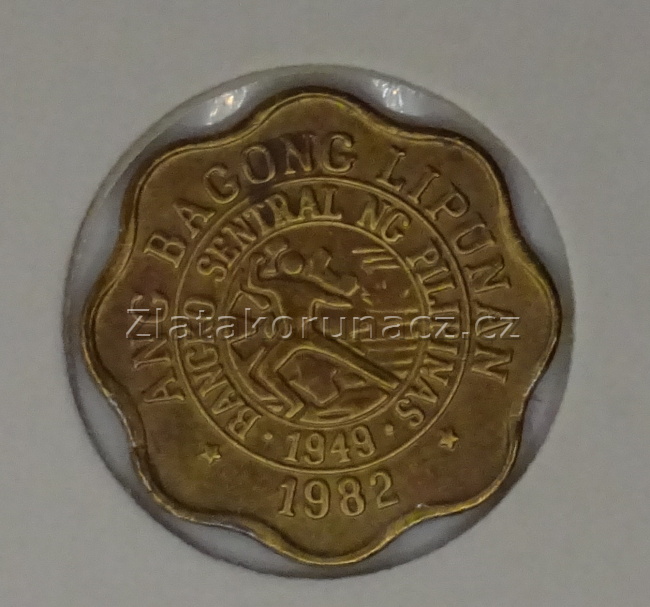 ANG BAGONG LIPUNAN
BANGKO SENTRAL NG PILIPINAS
Zlatakorunacz.cz
· 1949 ·
1982